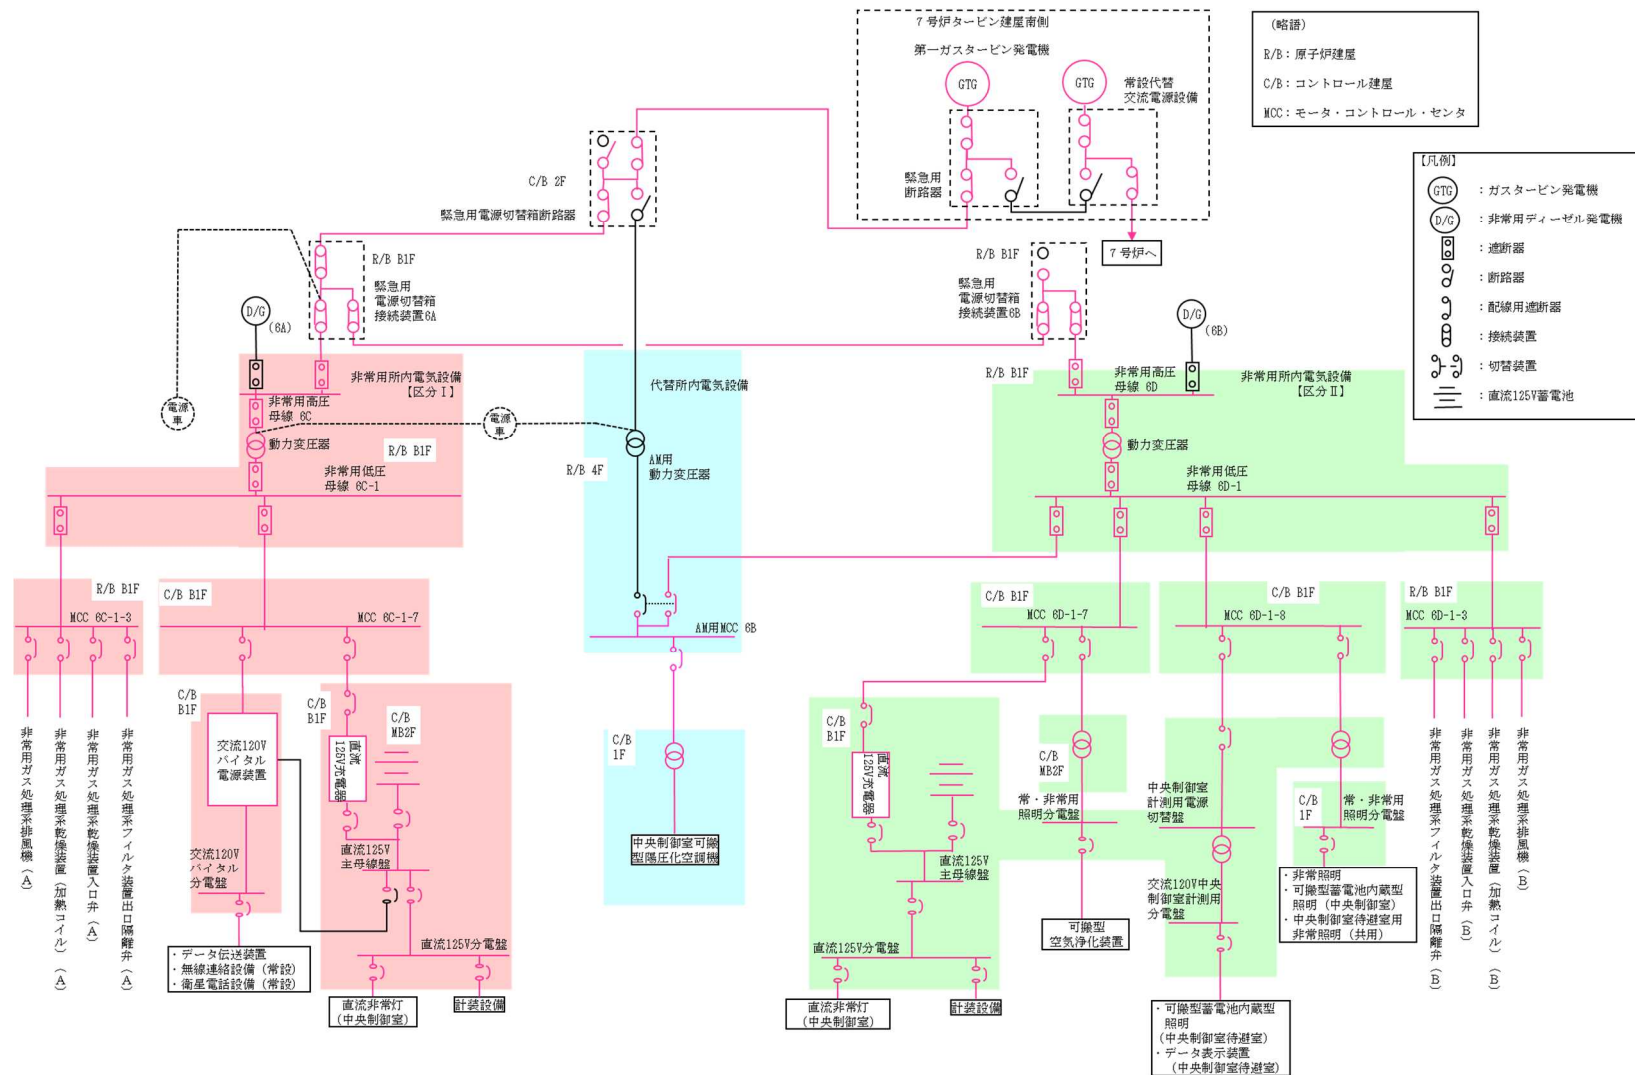 7号炉タービン建屋南側
第一ガスタービン発電機
GTG
GTG
常設代替
交流電源設備
緊急用
断路器
7号炉へ
(略語)
R/B：原子炉建屋
C/B：コントロール建屋
MCC：モータ・コントロール・センタ
【凡例】
GTG
：ガスタービン発電機
D/G
：非常用ディーゼル発電機
：遮断器
：断路器
：配線用遮断器
：接続装置
：切替装置
：直流125V蓄電池
C/B 2F
緊急用電源切替箱断路器
R/B B1F
緊急用
電源切替箱
接続装置6A
R/B B1F
緊急用
電源切替箱
接続装置6B
D/G
(6A)
D/G
(6B)
電源
車
電源
車
非常用所内電気設備
【区分Ⅰ】
非常用高圧
母線 6C
動力変圧器
R/B B1F
非常用低圧
母線 6C-1
代替所内電気設備
R/B 4F
AM用
動力変圧器
AM用MCC 6B
R/B B1F
非常用高圧
母線 6D
非常用所内電気設備
【区分Ⅱ】
動力変圧器
非常用低圧
母線 6D-1
R/B B1F
MCC 6C-1-3
C/B B1F
MCC 6C-1-7
C/B B1F
MCC 6D-1-7
C/B B1F
MCC 6D-1-8
R/B B1F
MCC 6D-1-3
非常用ガス処理系排風機（A）
非常用ガス処理系乾燥装置（加熱コイル）（A）
非常用ガス処理系乾燥装置入口弁（A）
非常用ガス処理系フィルタ装置出口隔離弁（A）
C/B
B1F
交流120V
バイタル
電源装置
交流120V
バイタル
分電盤
・データ伝送装置
・無線連絡設備（常設）
・衛星電話設備（常設）
C/B
B1F
直流
125V充電器
C/B
MB2F
直流125V
主母線盤
直流125V分電盤
直流非常灯
（中央制御室）
計装設備
C/B
1F
中央制御室可搬
型陽圧化空調機
C/B
B1F
直流
125V充電器
直流125V
主母線盤
直流125V分電盤
直流非常灯
（中央制御室）
計装設備
C/B
MB2F
常・非常用
照明分電盤
可搬型
空気浄化装置
中央制御室
計測用電源
切替盤
交流120V中央
制御室計測用
分電盤
・可搬型蓄電池内蔵型
照明
（中央制御室待避室）
・データ表示装置
（中央制御室待避室）
C/B
1F
常・非常用
照明分電盤
・非常照明
・可搬型蓄電池内蔵型
照明（中央制御室）
・中央制御室待避室用
非常照明（共用）
非常用ガス処理系フィルタ装置出口隔離弁（B）
非常用ガス処理系乾燥装置入口弁（B）
非常用ガス処理系乾燥装置（加熱コイル）（B）
非常用ガス処理系排風機（B）